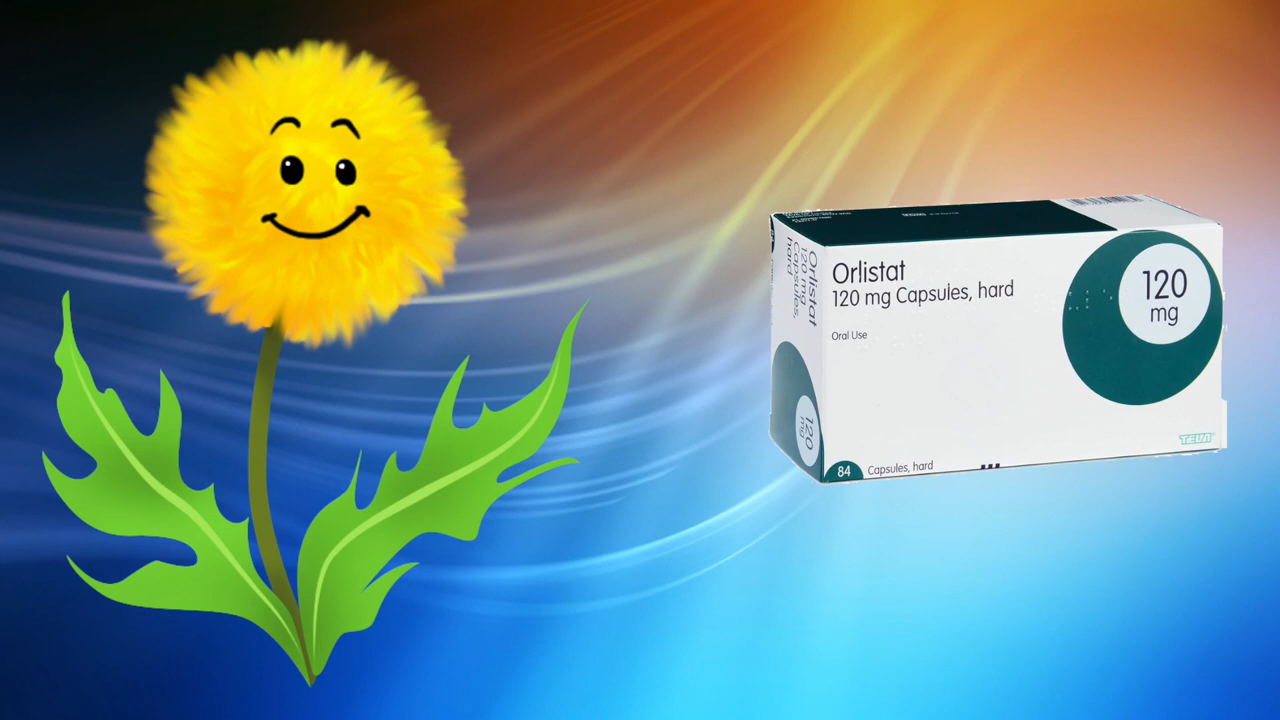 Orlistat
120 mg Capsules, hard
Oral Use
120
mg
TEVA
84 Capsules, hard
Orlistat
120 mg
Capsules,
hard
120
mg